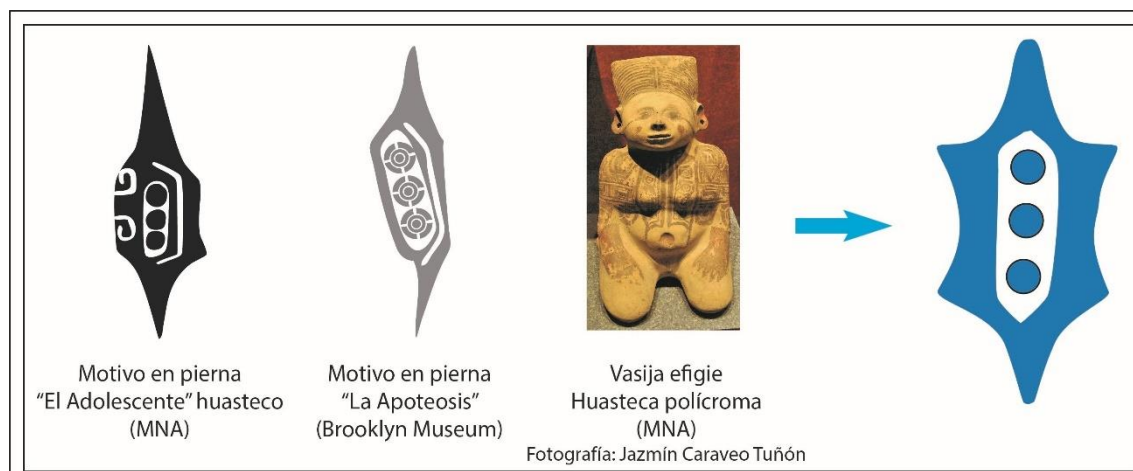 Motivo en pierna
“El Adolescente” huasteco
(MNA)
Motivo en pierna
“La Apoteosis”
(Brooklyn Museum)
Vasija efigie
Huasteca polícroma
(MNA)
Fotografía: Jazmín Caraveo Tuñón